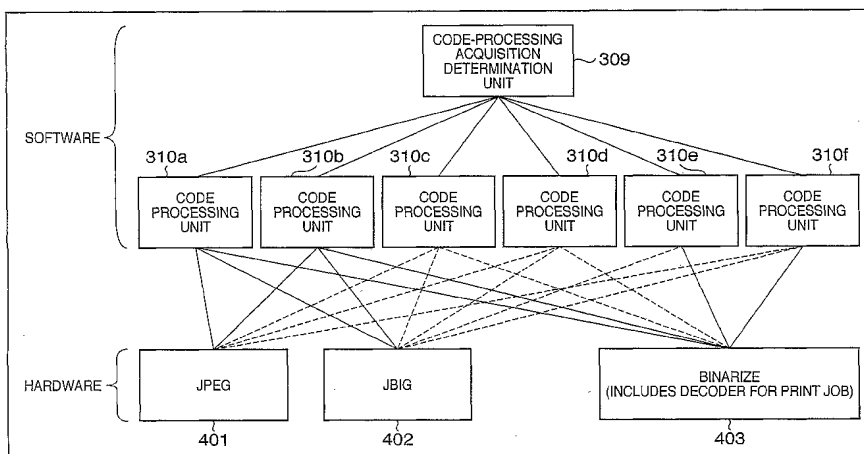 CODE-PROCESSING
ACQUISITION
DETERMINATION
UNIT
309
SOFTWARE
310a
310b
310c
310d
310e
310f
CODE
PROCESSING
UNIT
CODE
PROCESSING
UNIT
CODE
PROCESSING
UNIT
CODE
PROCESSING
UNIT
CODE
PROCESSING
UNIT
CODE
PROCESSING
UNIT
HARDWARE
JPEG
JBIG
BINARIZE
(INCLUDES DECODER FOR PRINT JOB)
401
402
403